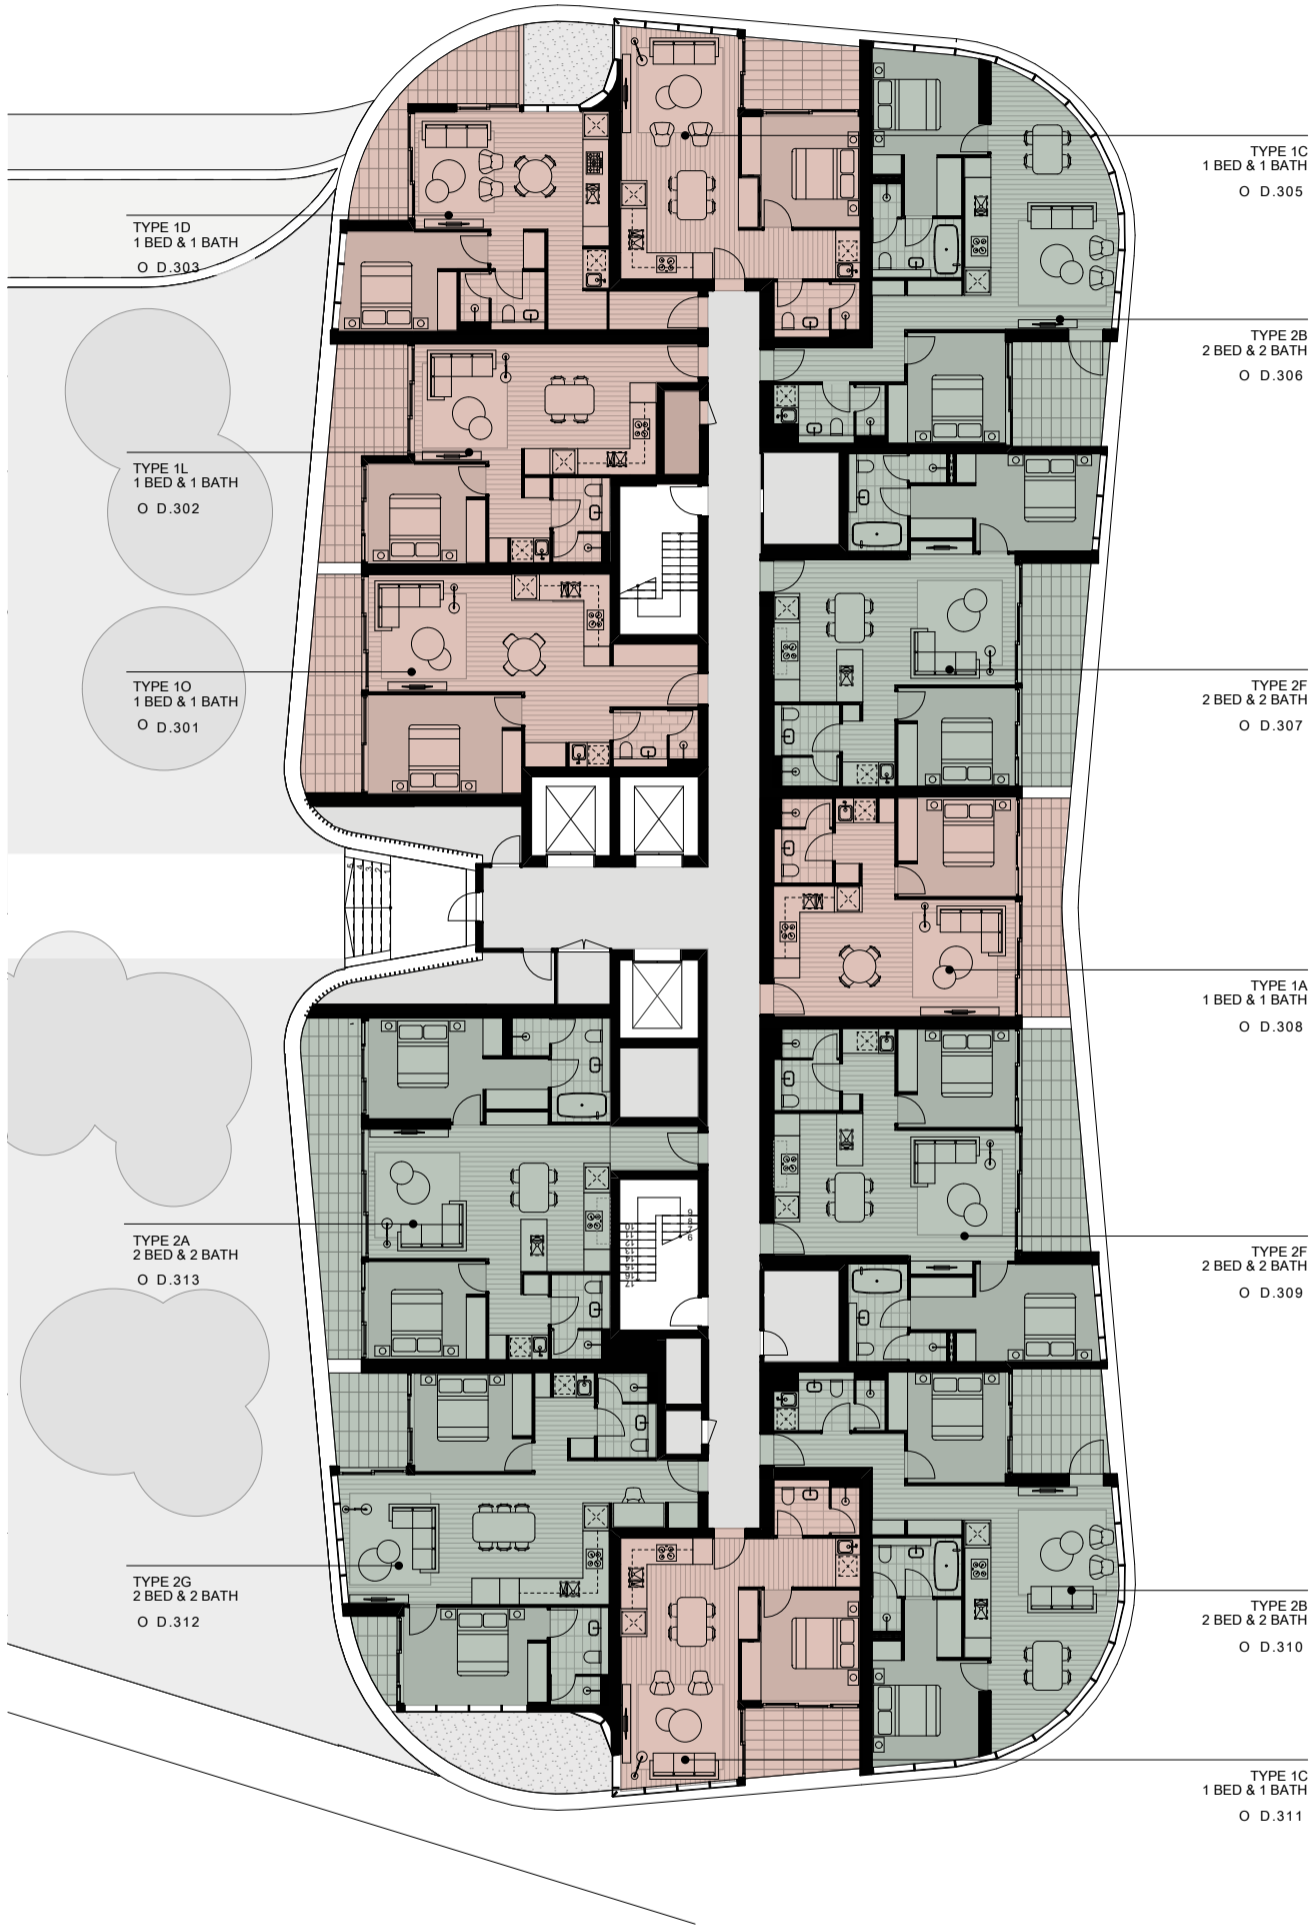 TYPE 1C
1 BED & 1 BATH
O D.305
TYPE 1D
1 BED & 1 BATH
O D.303
TYPE 2B
2 BED & 2 BATH
O D.306
TYPE 1L
1 BED & 1 BATH
O D.302
TYPE 1O
1 BED & 1 BATH
O D.301
TYPE 2F
2 BED & 2 BATH
O D.307
TYPE 1A
1 BED & 1 BATH
O D.308
TYPE 2A
2 BED & 2 BATH
O D.313
TYPE 2F
2 BED & 2 BATH
O D.309
TYPE 2G
2 BED & 2 BATH
O D.312
TYPE 2B
2 BED & 2 BATH
O D.310
TYPE 1C
1 BED & 1 BATH
O D.311